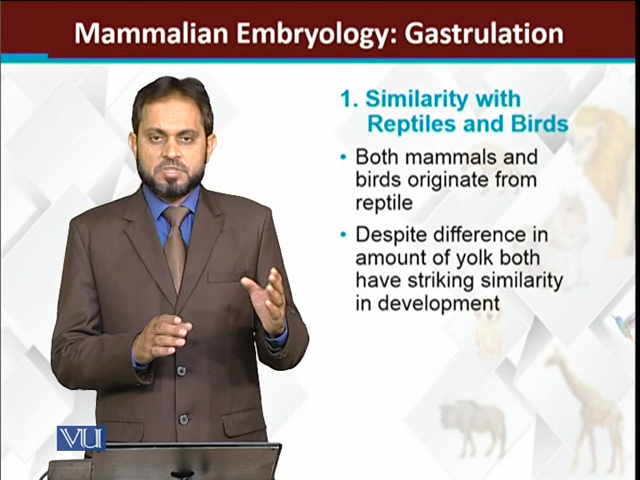 Mammalian Embryology: Gastrulation
1. Similarity with
Reptiles and Birds
• Both mammals and
birds originate from
reptile
• Despite difference in
amount of yolk both
have striking similarity
in development
VU